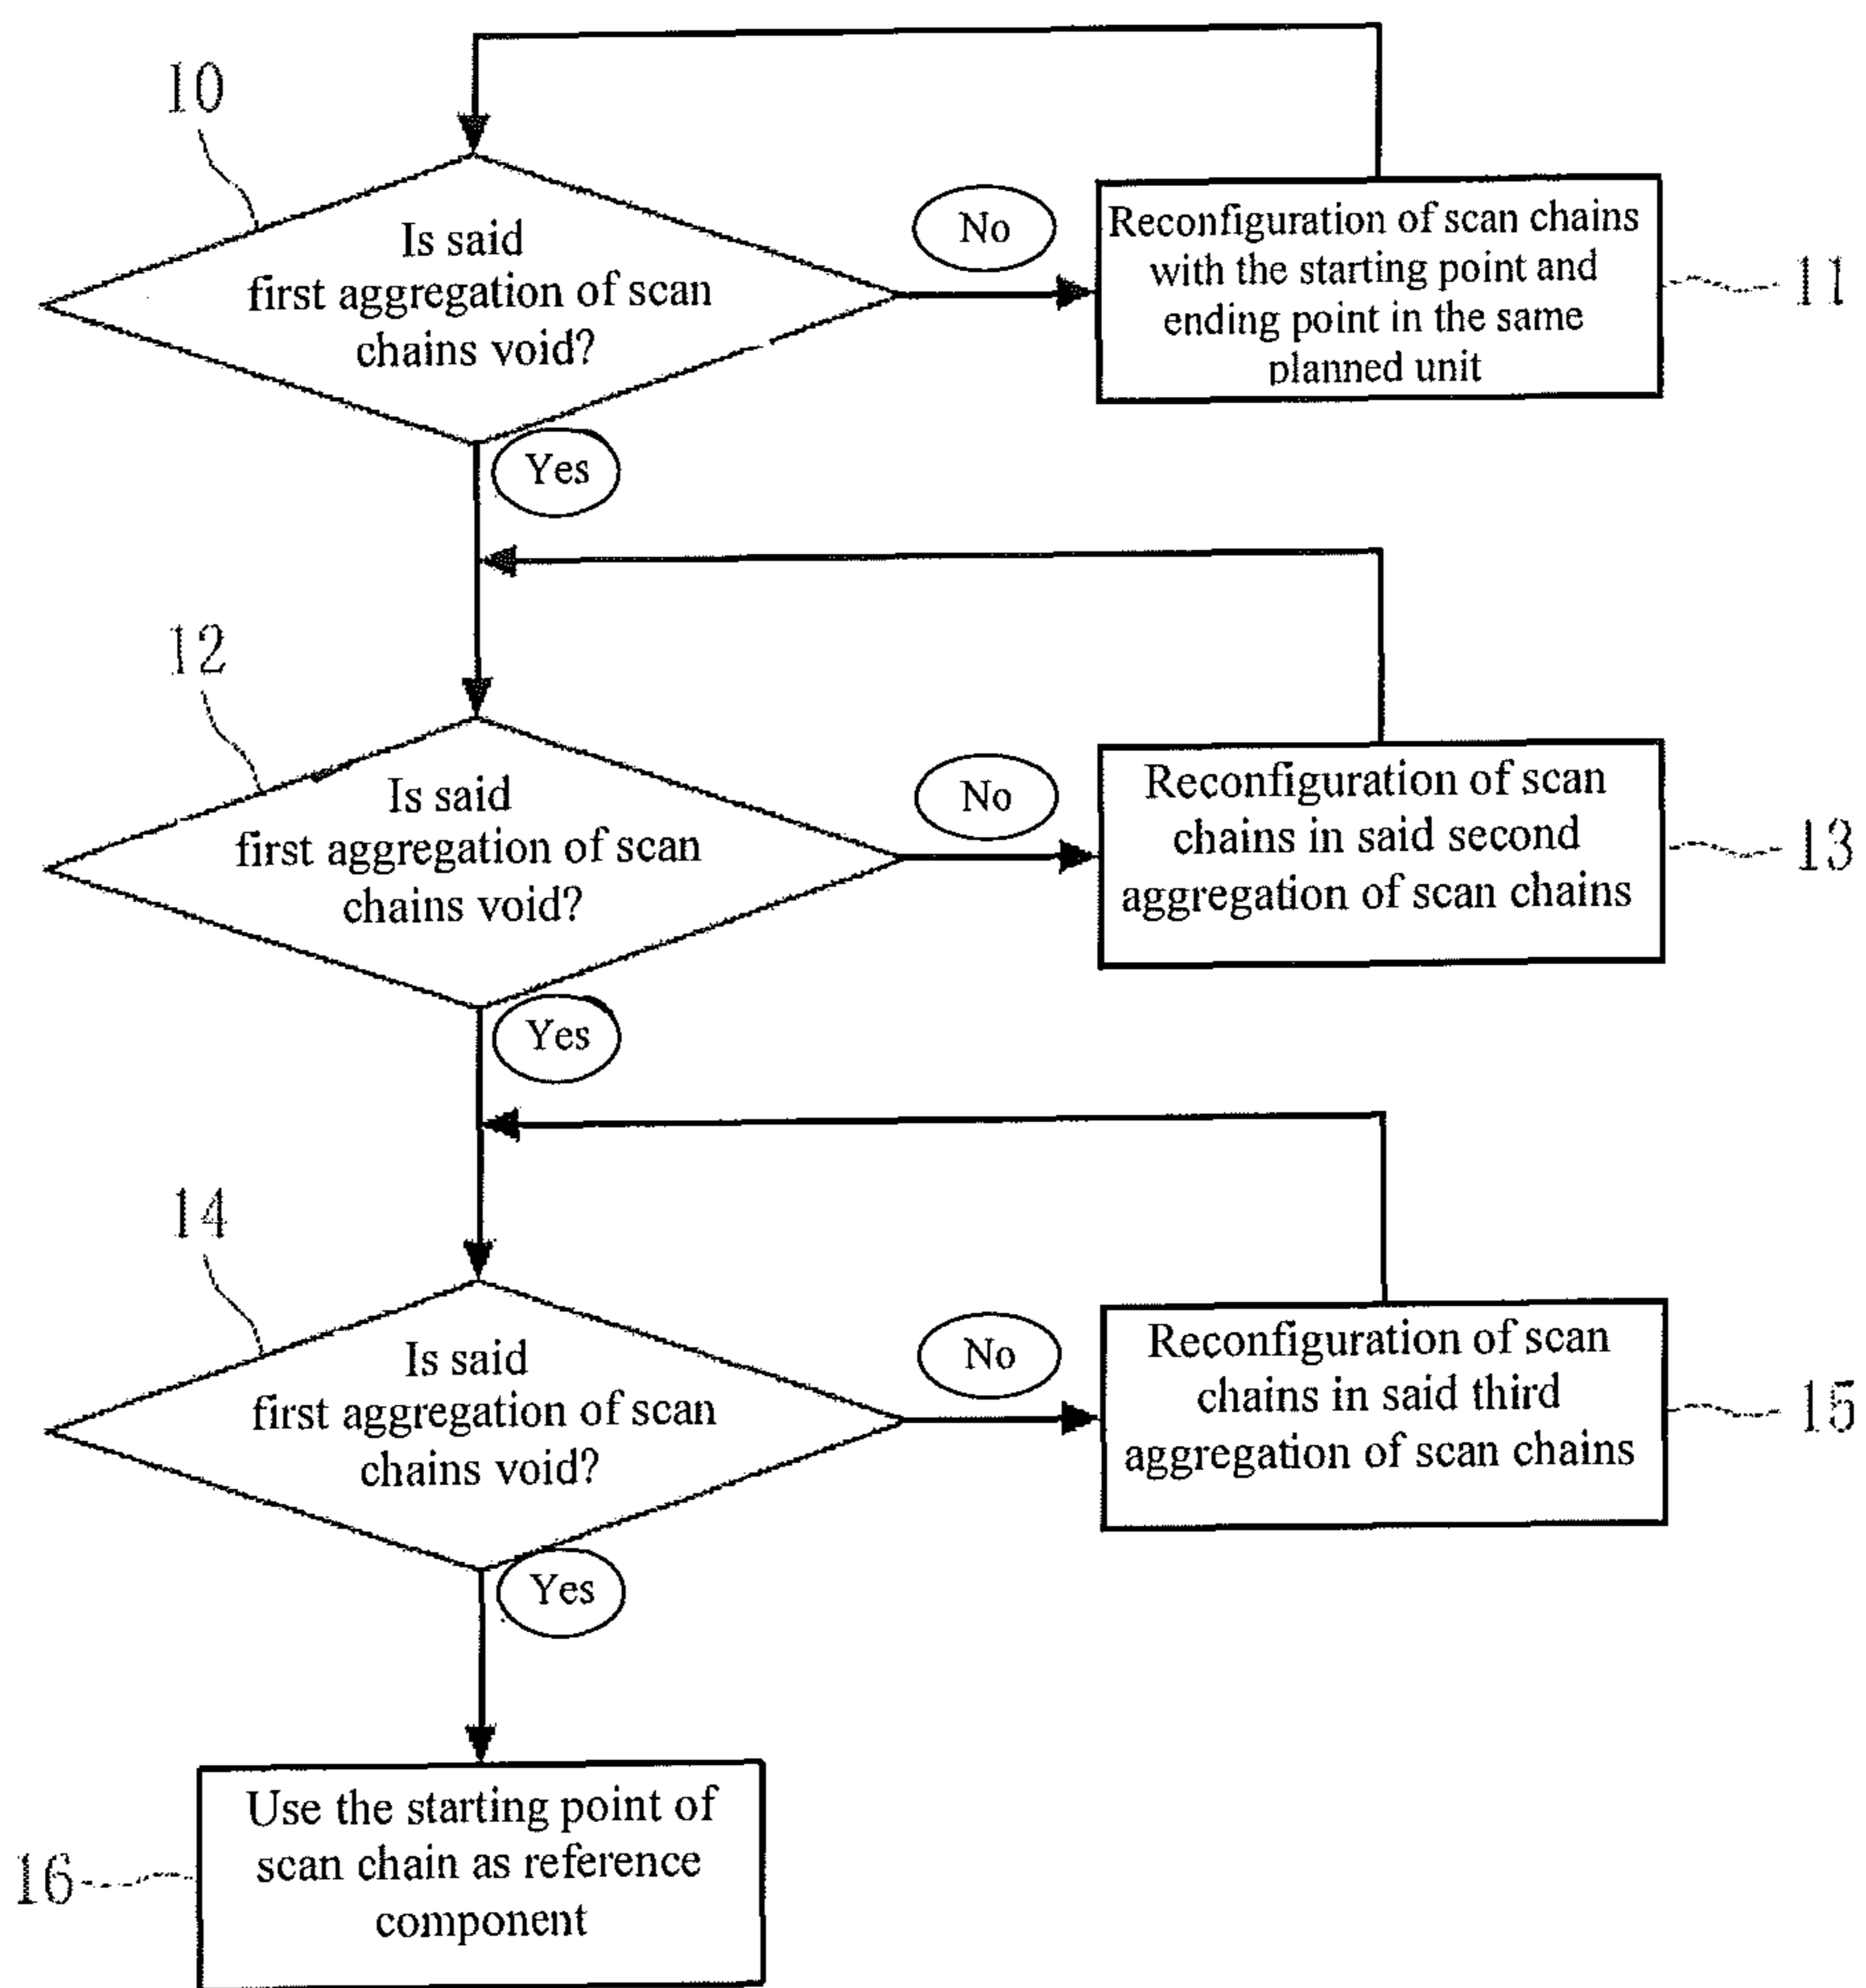 10
Is said
first aggregation of scan
chains void?
No
Reconfiguration of scan chains
with the starting point and
ending point in the same
planned unit
11
Yes
12
Is said
first aggregation of scan
chains void?
No
Reconfiguration of scan
chains in said second
aggregation of scan chains
13
Yes
14
Is said
first aggregation of scan
chains void?
No
Reconfiguration of scan
chains in said third
aggregation of scan chains
15
Yes
Use the starting point of
scan chain as reference
component
16